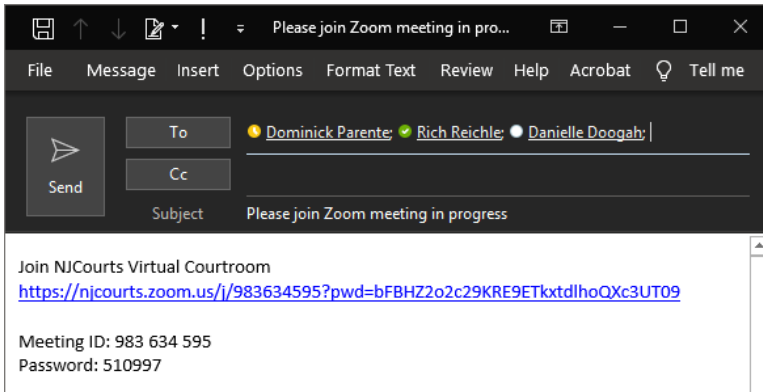 Please join Zoom meeting in pro...
File Message Insert Options Format Text Review Help Acrobat Tell me
To Dominick Parente; Rich Reichle; Danielle Doogah;
Send
Cc
Subject Please join Zoom meeting in progress
Join NJCourts Virtual Courtroom
https://njcourts.zoom.us/j/983634595?pwd=bFBHZ2o2c29KRE9ETkxtdlhoQXc3UT09
Meeting ID: 983 634 595
Password: 510997